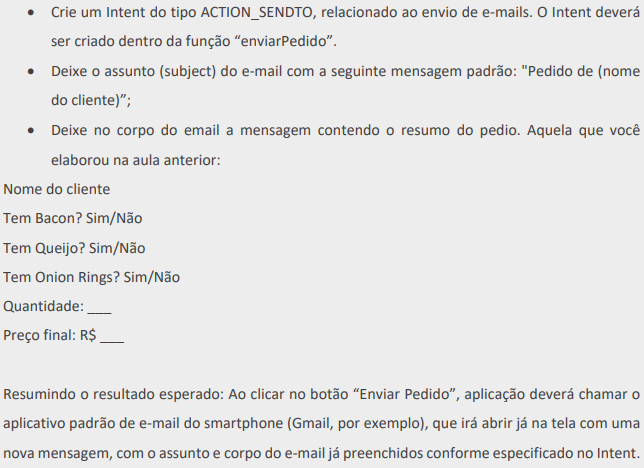 • Crie um Intent do tipo ACTION_SENDTO, relacionado ao envio de e-mails. O Intent deverá
ser criado dentro da função “enviarPedido”.
• Deixe o assunto (subject) do e-mail com a seguinte mensagem padrão: "Pedido de (nome
do cliente)”;
• Deixe no corpo do email a mensagem contendo o resumo do pedio. Aquela que você
elaborou na aula anterior:
Nome do cliente
Tem Bacon? Sim/Não
Tem Queijo? Sim/Não
Tem Onion Rings? Sim/Não
Quantidade: ___
Preço final: R$ ___
Resumindo o resultado esperado: Ao clicar no botão “Enviar Pedido”, aplicação deverá chamar o
aplicativo padrão de e-mail do smartphone (Gmail, por exemplo), que irá abrir já na tela com uma
nova mensagem, com o assunto e corpo do e-mail já preenchidos conforme especificado no Intent.